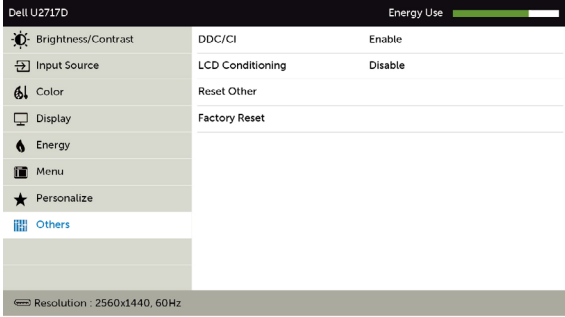 Dell U2717D Energy Use
Brightness/Contrast DDC/CI Enable
Input Source LCD Conditioning Disable
Color Reset Other
Display Factory Reset
Energy
Menu
Personalize
Others
Resolution : 2560x1440, 60Hz